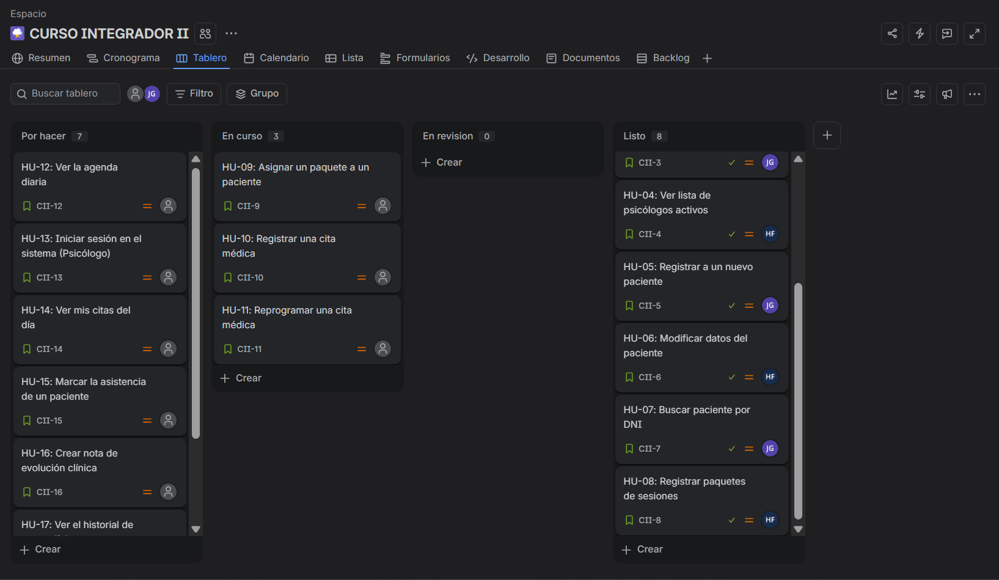 Espacio
CURSO INTEGRADOR II
Resumen
Cronograma
Tablero
Calendario
Lista
Formularios
Desarrollo
Documentos
Backlog
Buscar tablero
JG
Filtro
Grupo
Por hacer 7
HU-12: Ver la agenda
diaria
CII-12
HU-13: Iniciar sesión en el
sistema (Psicólogo)
CII-13
HU-14: Ver mis citas del
día
CII-14
HU-15: Marcar la asistencia
de un paciente
CII-15
HU-16: Crear nota de
evolución clínica
CII-16
HU-17: Ver el historial de
Crear
En curso 3
HU-09: Asignar un paquete a un
paciente
CII-9
HU-10: Registrar una cita
médica
CII-10
HU-11: Reprogramar una cita
médica
CII-11
Crear
En revision 0
Crear
Listo 8
CII-3 JG
HU-04: Ver lista de
psicólogos activos
CII-4 HF
HU-05: Registrar a un nuevo
paciente
CII-5 JG
HU-06: Modificar datos del
paciente
CII-6 HF
HU-07: Buscar paciente por
DNI
CII-7 JG
HU-08: Registrar paquetes
de sesiones
CII-8 HF
Crear